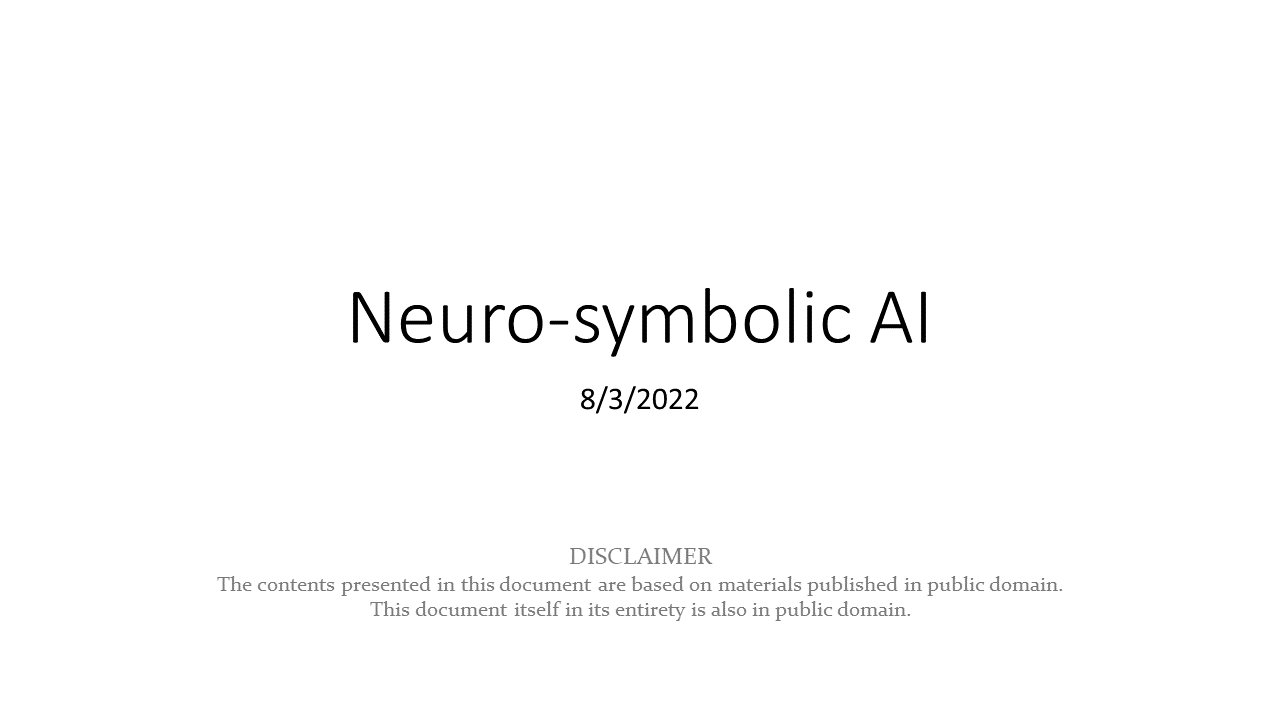 Neuro-symbolic AI
8/3/2022
DISCLAIMER
The contents presented in this document are based on materials published in public domain.
This document itself in its entirety is also in public domain.